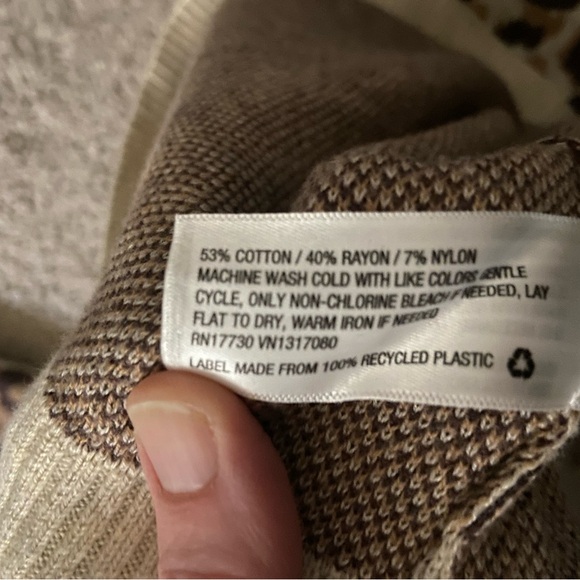 53% COTTON / 40% RAYON / 7% NYLON
MACHINE WASH COLD WITH LIKE COLORS GENTLE
CYCLE, ONLY NON-CHLORINE BLEACH IF NEEDED, LAY
FLAT TO DRY, WARM IRON IF NEEDED
RN17730 VN1317080
LABEL MADE FROM 100% RECYCLED PLASTIC